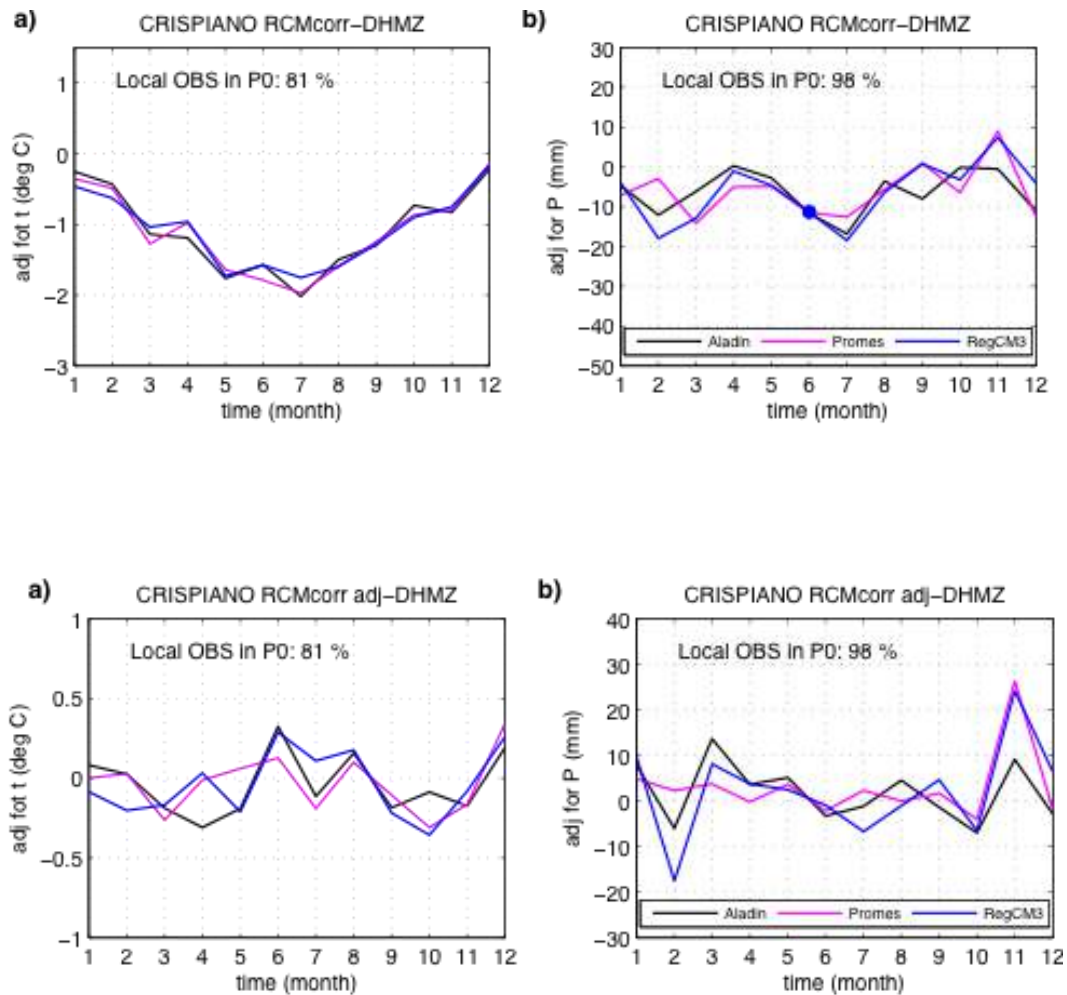 a)
CRISPIANO RCMcorr-DHMZ
Local OBS in P0: 81 %
1
0
−1
−2
−3
adj fot t (deg C)
1 2 3 4 5 6 7 8 9 10 11 12
time (month)
b)
CRISPIANO RCMcorr-DHMZ
Local OBS in P0: 98 %
30
20
10
0
−10
−20
−30
−40
−50
adj for P (mm)
Aladin Promes RegCM3
1 2 3 4 5 6 7 8 9 10 11 12
time (month)
a)
CRISPIANO RCMcorr adj-DHMZ
Local OBS in P0: 81 %
1
0.5
0
−0.5
−1
adj fot t (deg C)
1 2 3 4 5 6 7 8 9 10 11 12
time (month)
b)
CRISPIANO RCMcorr adj-DHMZ
Local OBS in P0: 98 %
40
30
20
10
0
−10
−20
−30
adj for P (mm)
Aladin Promes RegCM3
1 2 3 4 5 6 7 8 9 10 11 12
time (month)